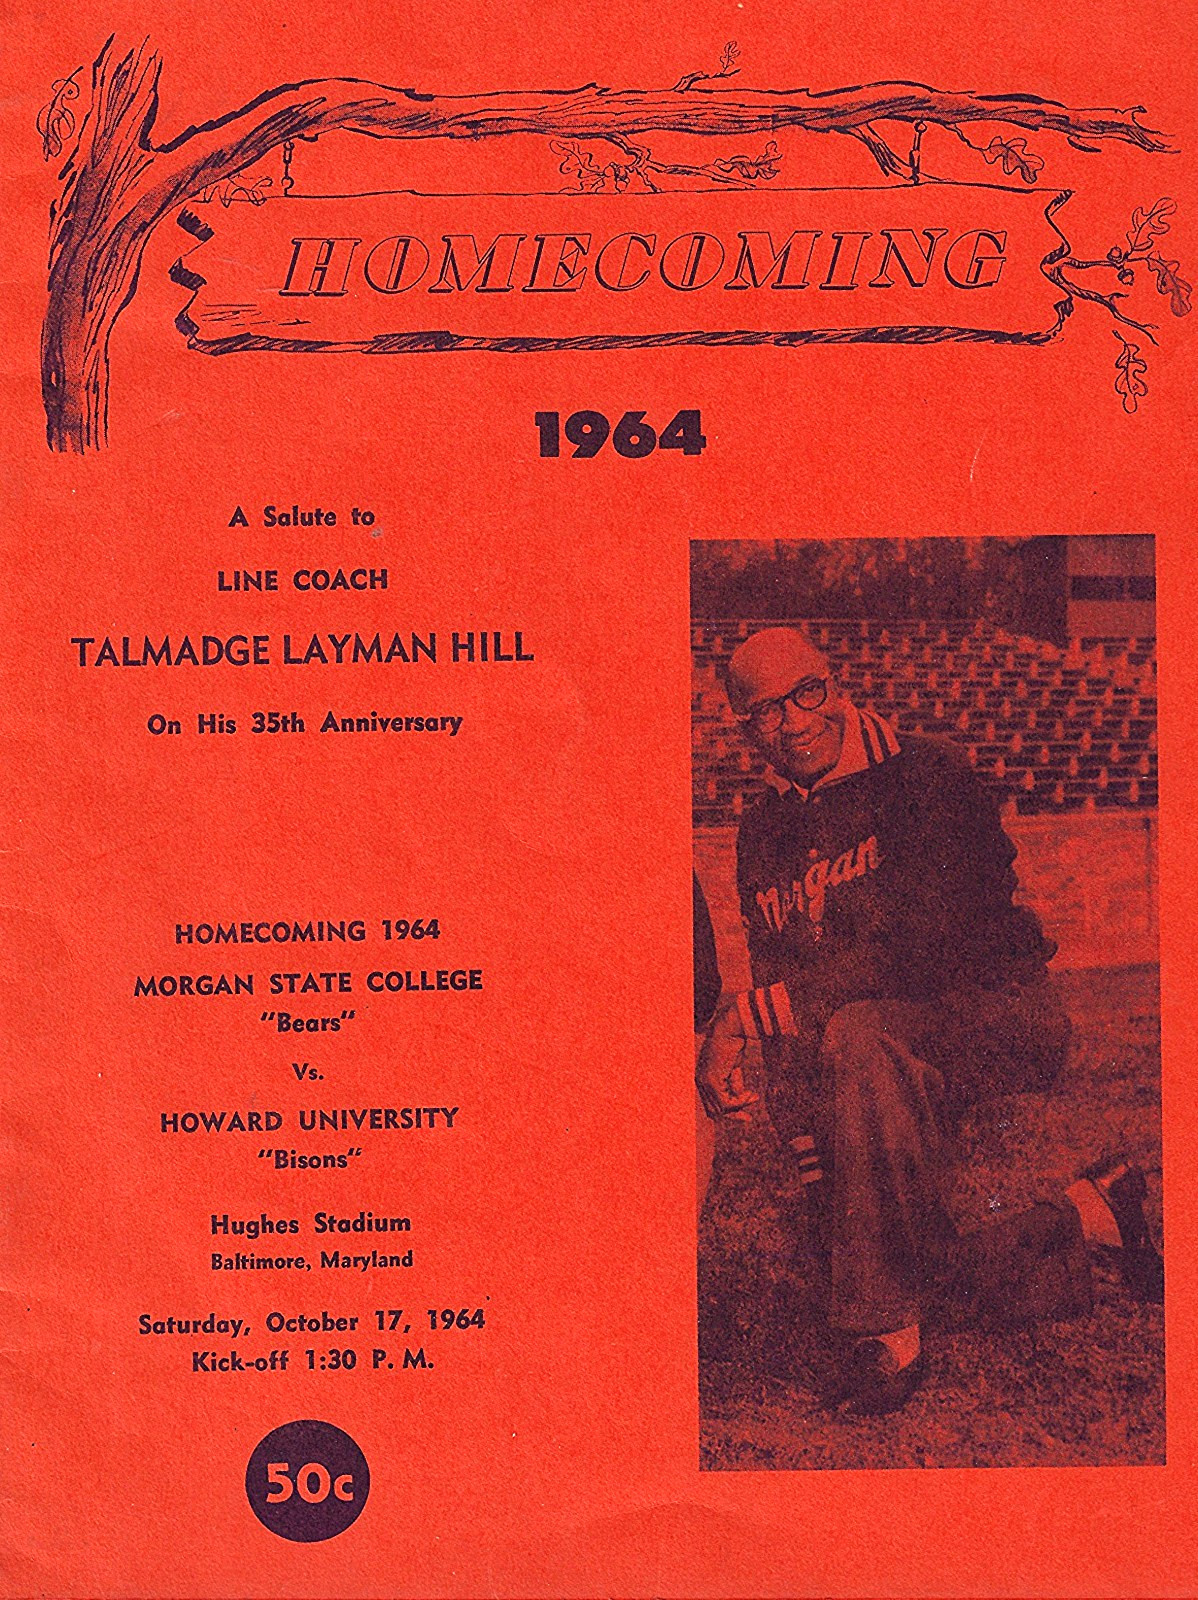 HOMECOMING
1964
A Salute to
LINE COACH
TALMADGE LAYMAN HILL
On His 35th Anniversary
Morgan
HOMECOMING 1964
MORGAN STATE COLLEGE
"Bears"
Vs.
HOWARD UNIVERSITY
"Bisons"
Hughes Stadium
Baltimore, Maryland
Saturday, October 17, 1964
Kick-off 1:30 P. M.
50c